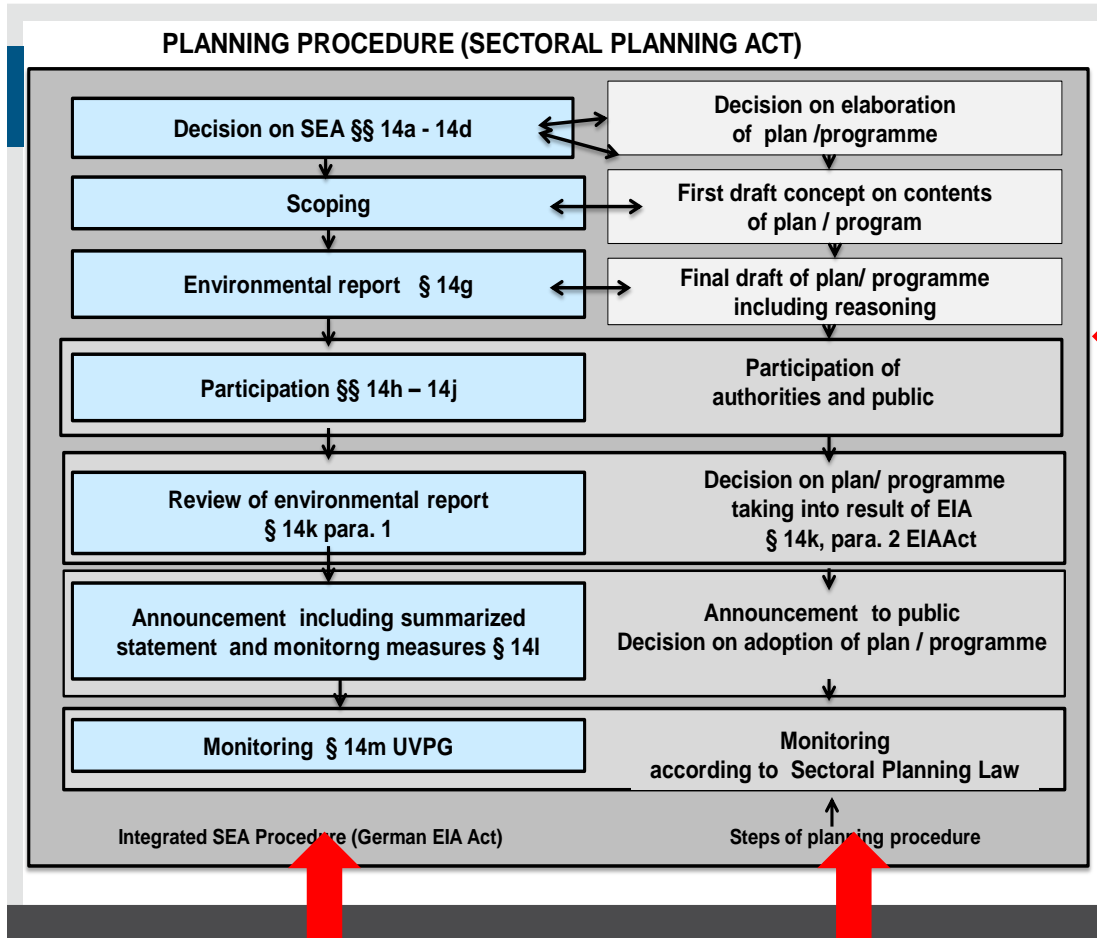 PLANNING PROCEDURE (SECTORAL PLANNING ACT)
Decision on SEA §§ 14a - 14d
Decision on elaboration
of plan /programme
Scoping
First draft concept on contents
of plan / program
Environmental report § 14g
Final draft of plan/ programme
including reasoning
Participation §§ 14h – 14j
Participation of
authorities and public
Review of environmental report
§ 14k para. 1
Decision on plan/ programme
taking into result of EIA
§ 14k, para. 2 EIAAct
Announcement including summarized
statement and monitorng measures § 14l
Announcement to public
Decision on adoption of plan / programme
Monitoring § 14m UVPG
Monitoring
according to Sectoral Planning Law
Integrated SEA Procedure (German EIA Act)
Steps of planning procedure